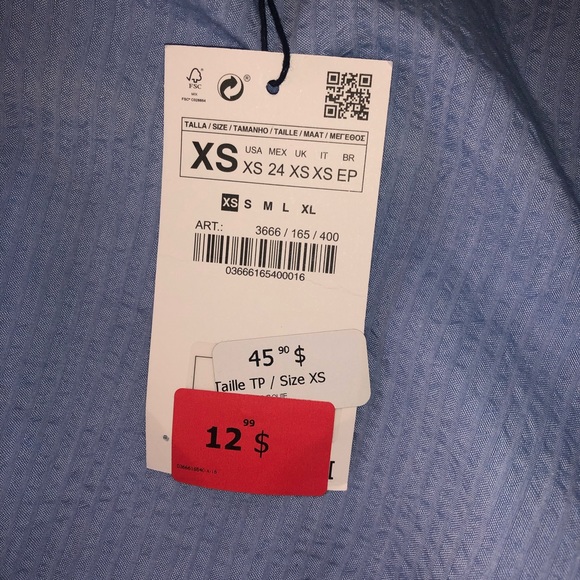 FSC
®
TALLA / SIZE / TAMANHO / TAILLE / MAAT / ΜΕΓΕΘΟΣ
XS
USA MEX UK IT BR
XS 24 XS XS EP
XS S M L XL
ART.: 3666 / 165 / 400
03666165400016
45 90 $
Taille TP / Size XS
12 99 $